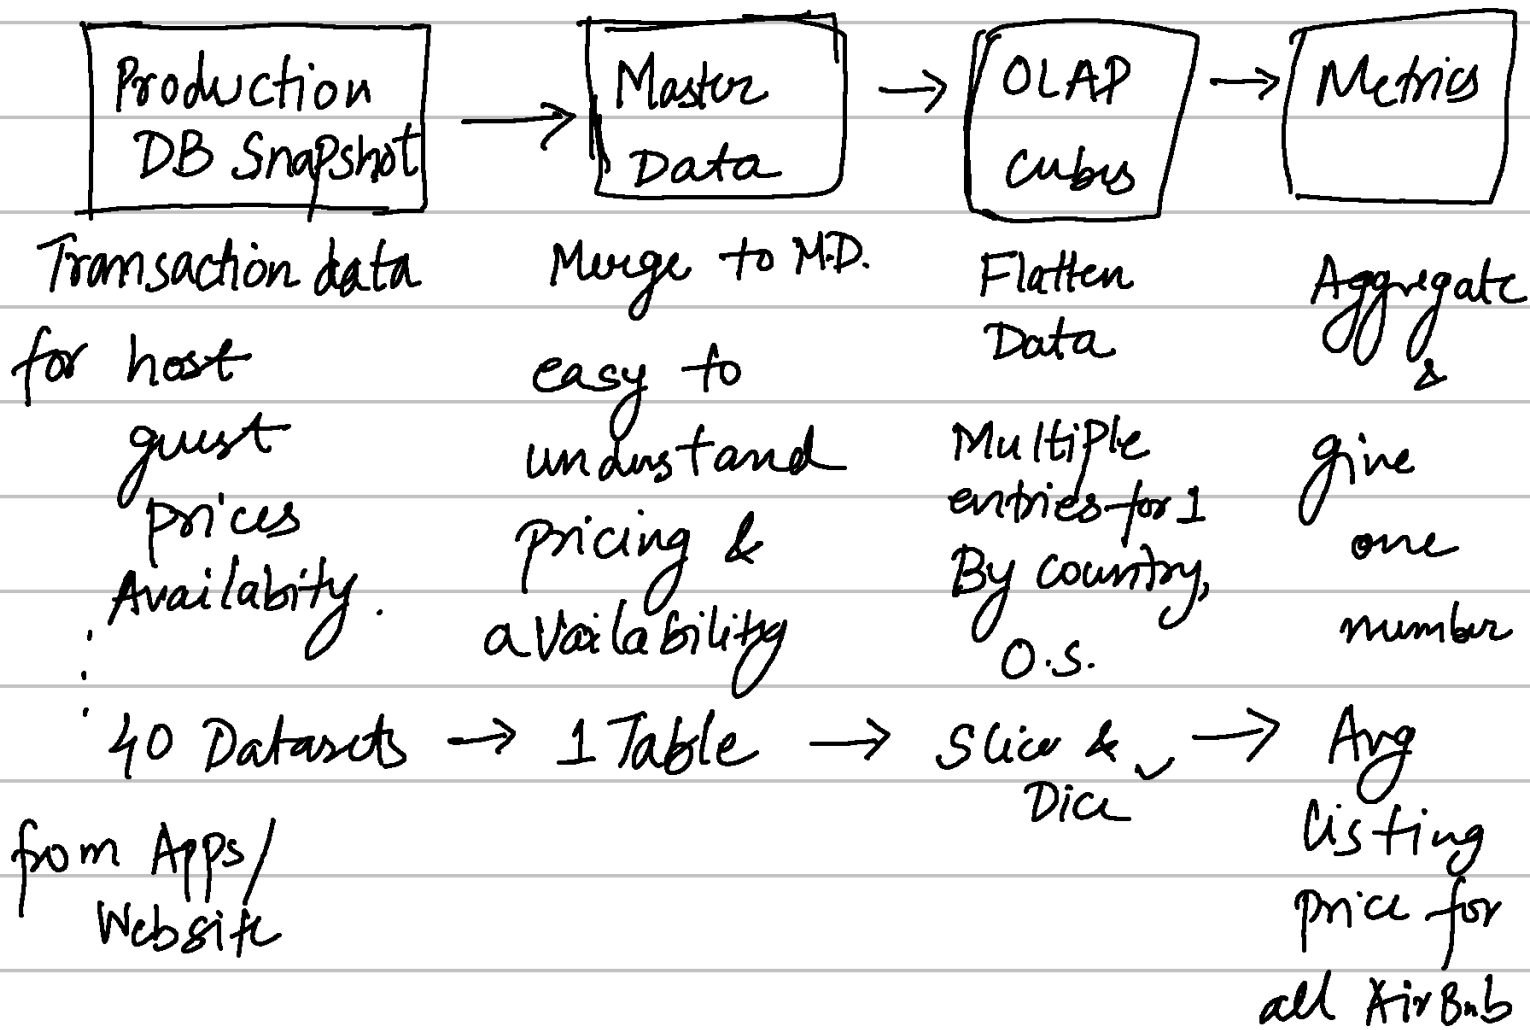 Production
DB Snapshot
Transaction data
for host
guest
prices
Availabity.
40 Datasets
from Apps/
Website
→
Master
Data
Merge to M.D.
easy to
understand
pricing &
availability
→ 1 Table
→
OLAP
cubes
Flatten
Data
Multiple
entries for 1
By country,
O.S.
→ Slice &
Dice
→
Metrics
Aggregate
&
give
one
number
→ Avg
listing
price for
all AirBnb